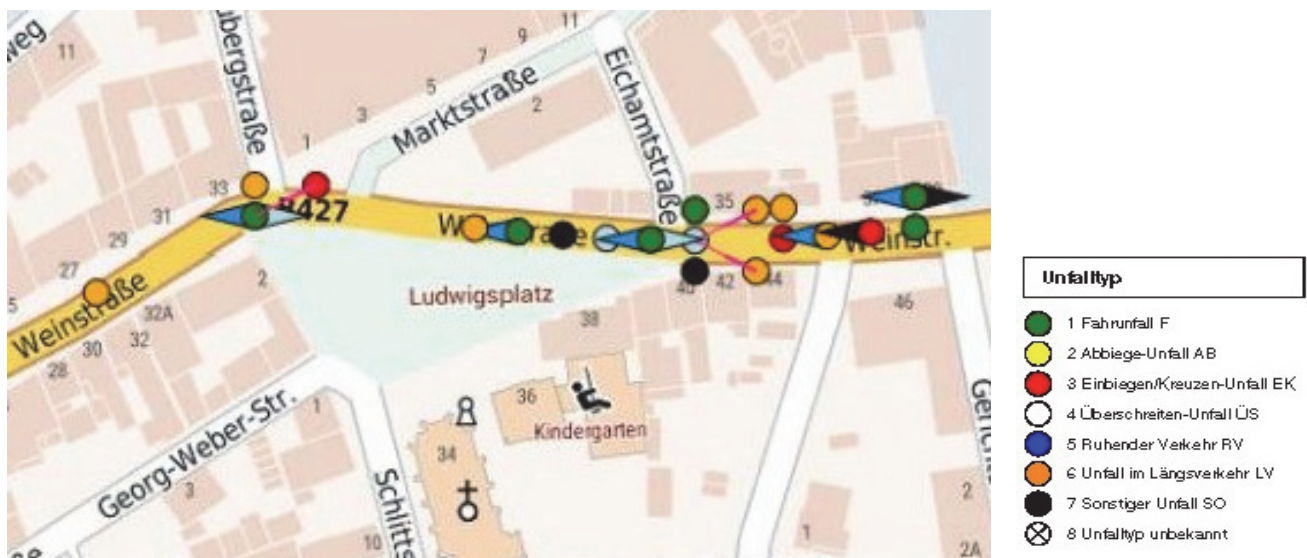 weg
11
ubergstraße
11
9
7
5
3
1
Marktstraße
2
Eichamtstraße
33
31
29
27
5
B427
Weinstraße
35
Weinstr.
2
32A
32
30
28
Weinstraße
Ludwigsplatz
38
40
42
44
46
36
Kindergarten
34
Georg-Weber-Str.
1
3
Schlitts
10
1
2
2A
Unfalltyp
1 Fahrunfall F
2 Abbiege-Unfall AB
3 Einbiegen/Kreuzen-Unfall EK
4 Überschreiten-Unfall ÜS
5 Ruhender Verkehr RV
6 Unfall im Längsverkehr LV
7 Sonstiger Unfall SO
8 Unfalltyp unbekannt